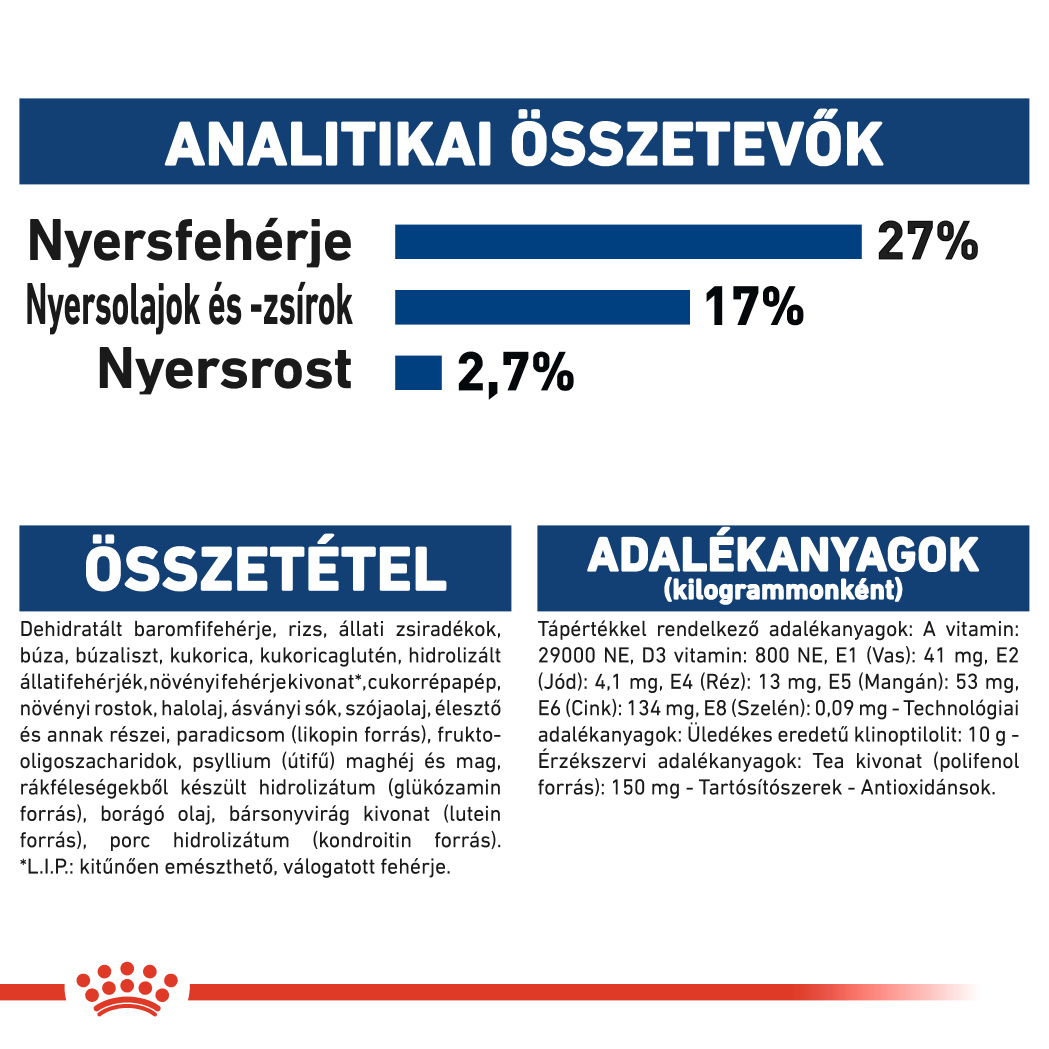 ANALITIKAI ÖSSZETEVŐK
Nyersfehérje 27%
Nyersolajok és -zsírok 17%
Nyersrost 2,7%
ÖSSZETÉTEL
Dehidratált baromfifehérje, rizs, állati zsiradékok,
búza, búzaliszt, kukorica, kukoricaglutén, hidrolizált
állati fehérjék, növényi fehérje kivonat*, cukorrépapép,
növényi rostok, halolaj, ásványi sók, szójaolaj, élesztő
és annak részei, paradicsom (likopin forrás), frukto-
oligoszacharidok, psyllium (útifű) maghéj és mag,
rákféleségekből készült hidrolizátum (glükózamin
forrás), borágó olaj, bársonyvirág kivonat (lutein
forrás), porc hidrolizátum (kondroitin forrás).
*L.I.P.: kitűnően emészthető, válogatott fehérje.
ADALÉKANYAGOK
(kilogrammonként)
Tápértékkel rendelkező adalékanyagok: A vitamin:
29000 NE, D3 vitamin: 800 NE, E1 (Vas): 41 mg, E2
(Jód): 4,1 mg, E4 (Réz): 13 mg, E5 (Mangán): 53 mg,
E6 (Cink): 134 mg, E8 (Szelén): 0,09 mg - Technológiai
adalékanyagok: Üledékes eredetű klinoptilolit: 10 g -
Érzékszervi adalékanyagok: Tea kivonat (polifenol
forrás): 150 mg - Tartósítószerek - Antioxidánsok.